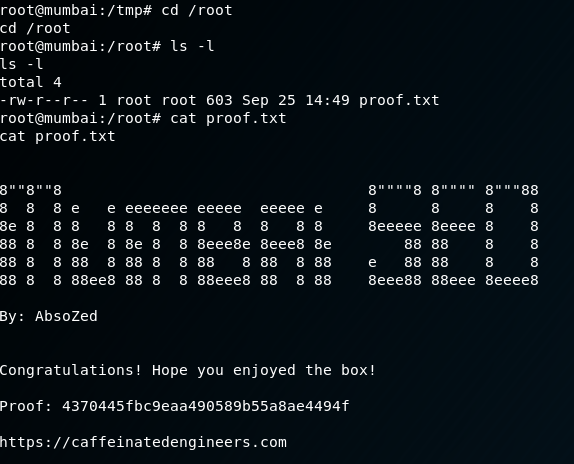 root@mumbai:/tmp# cd /root
cd /root
root@mumbai:/root# ls -l
ls -l
total 4
-rw-r--r-- 1 root root 603 Sep 25 14:49 proof.txt
root@mumbai:/root# cat proof.txt
cat proof.txt
8""8""8                                  8""""8 8"""" 8"""88
8  8  8 e   e eeeeeee eeeee  eeeee e     8      8     8    8
8e 8  8 8   8 8  8  8 8   8  8   8 8     8eeeee 8eeee 8    8
88 8  8 8e  8 8e 8  8 8eee8e 8eee8 8e        88 88    8    8
88 8  8 88  8 88 8  8 88   8 88  8 88    e   88 88    8    8
88 8  8 88ee8 88 8  8 88eee8 88  8 88    8eee88 88eee 8eeee8
By: AbsoZed
Congratulations! Hope you enjoyed the box!
Proof: 4370445fbc9eaa490589b55a8ae4494f
https://caffeinatedengineers.com